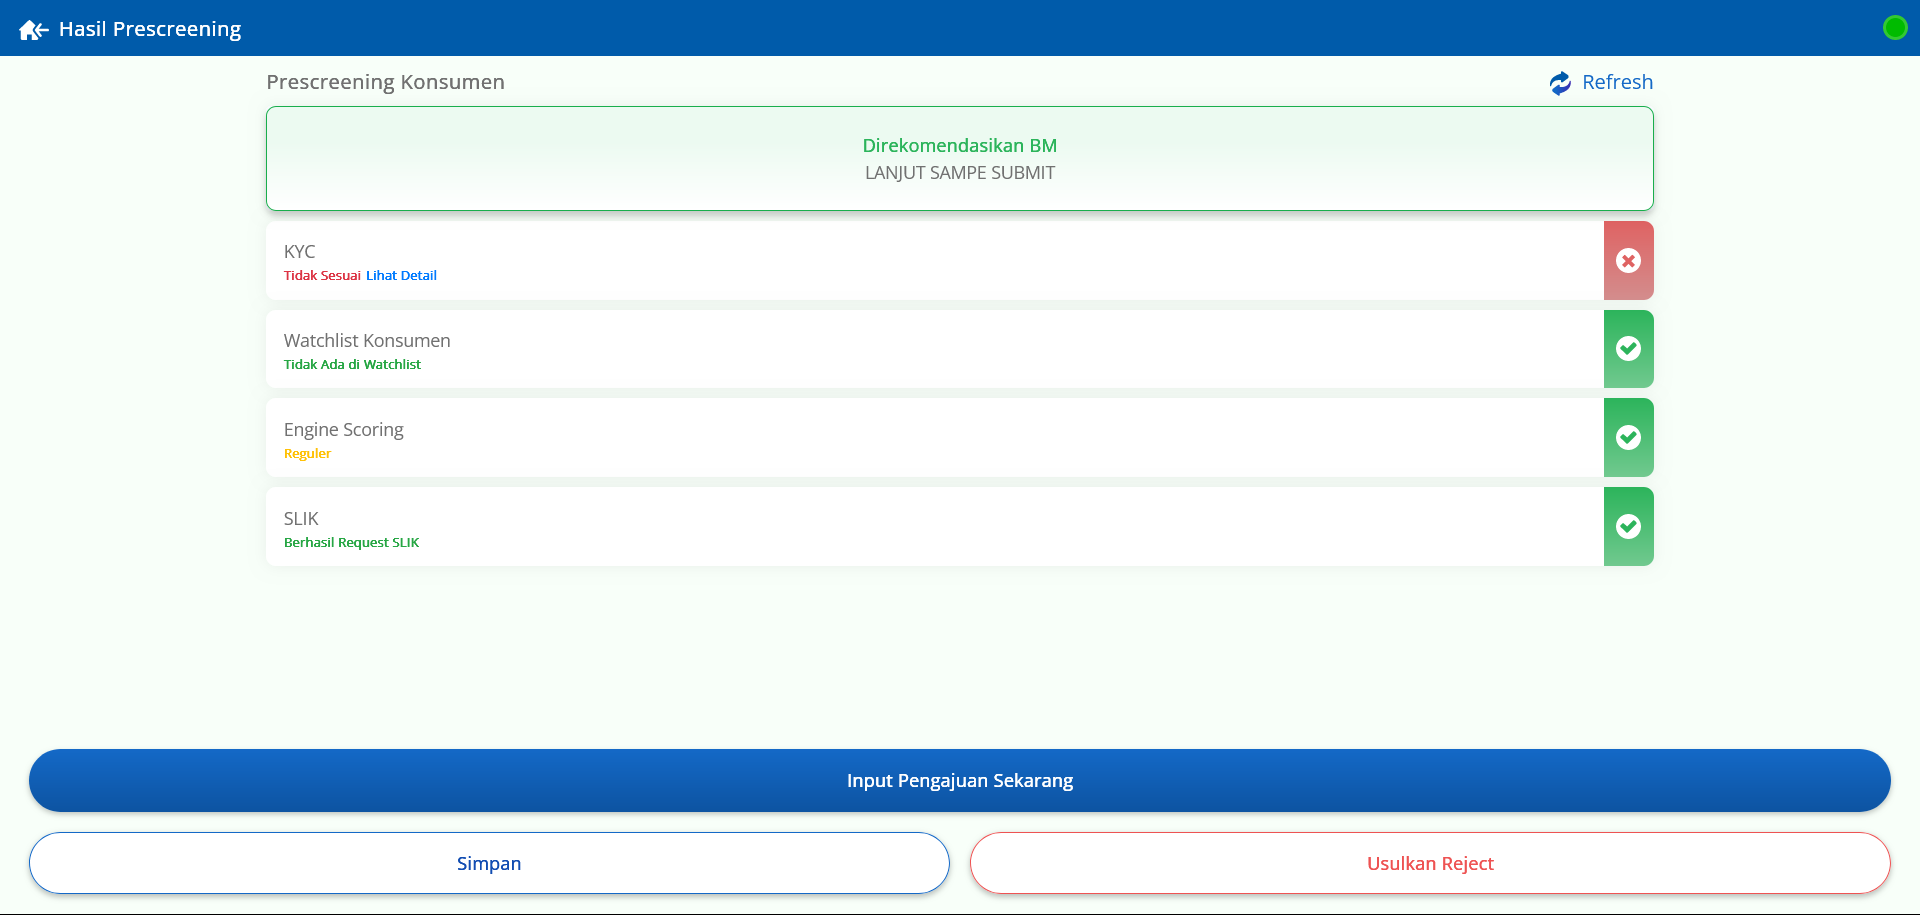 Hasil Prescreening
Prescreening Konsumen
Refresh
Direkomendasikan BM
LANJUT SAMPE SUBMIT
KYC
Tidak Sesuai Lihat Detail
Watchlist Konsumen
Tidak Ada di Watchlist
Engine Scoring
Reguler
SLIK
Berhasil Request SLIK
Input Pengajuan Sekarang
Simpan
Usulkan Reject